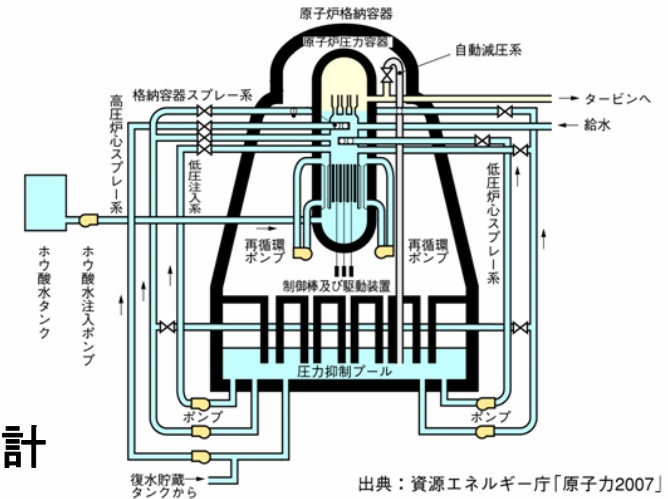 原子炉格納容器
原子炉圧力容器
自動減圧系
格納容器スプレー系
タービンへ
給水
高圧炉心スプレー系
低圧注入系
低圧炉心スプレー系
再循環
ポンプ
再循環
ポンプ
ホウ酸水タンク
ホウ酸水注入ポンプ
制御棒及び駆動装置
圧力抑制プール
ポンプ
ポンプ
計
復水貯蔵
タンクから
出典：資源エネルギー庁「原子力2007」